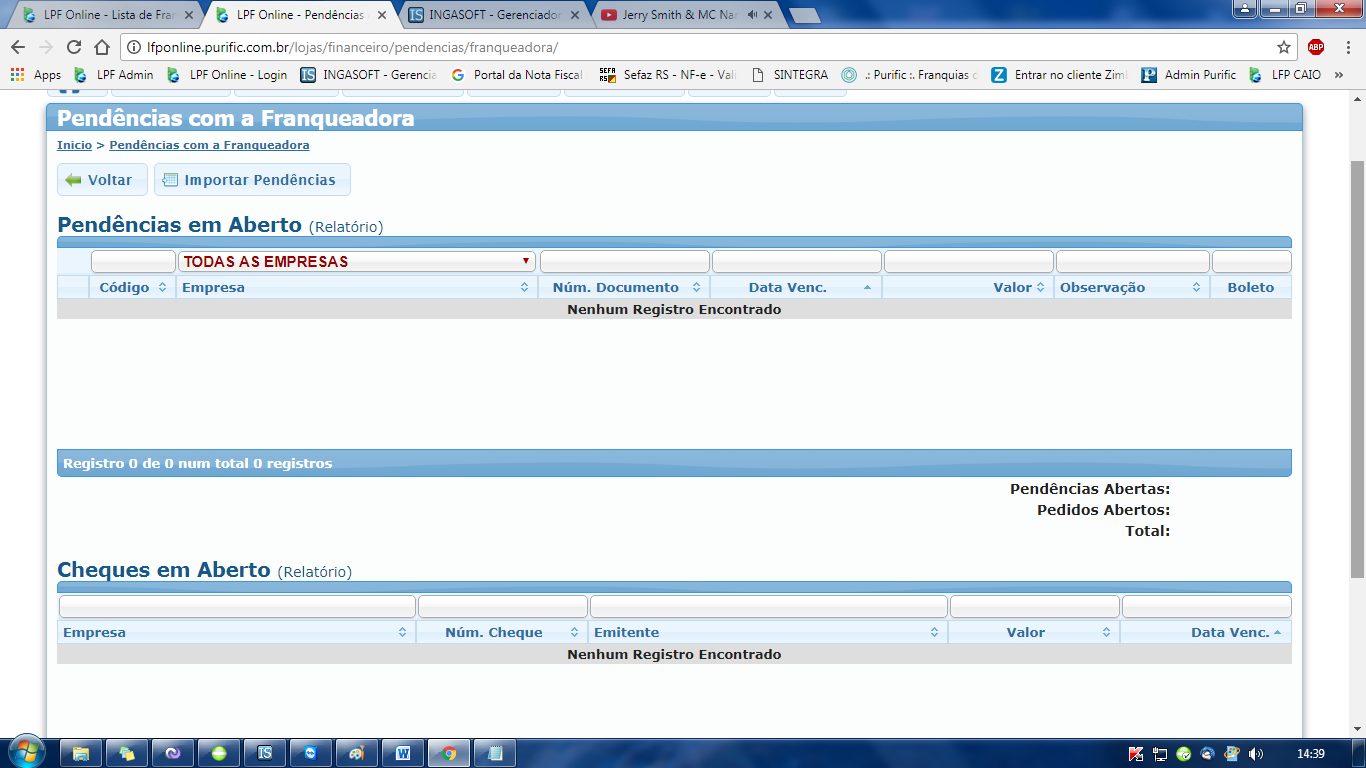 LPF Online - Lista de Fran
LPF Online - Pendências
INGASOFT - Gerenciador
Jerry Smith & MC Nan
lfponline.purific.com.br/lojas/financeiro/pendencias/franqueadora/
ABP
Apps
LPF Admin
LPF Online - Login
INGASOFT - Gerencia
Portal da Nota Fiscal
Sefaz RS - NF-e - Vali
SINTEGRA
.: Purific :. Franquias
Entrar no cliente Zim
Admin Purific
LFP CAIO
»
Pendências com a Franqueadora
Inicio > Pendências com a Franqueadora
Voltar
Importar Pendências
Pendências em Aberto (Relatório)
TODAS AS EMPRESAS
Código Empresa Núm. Documento Data Venc. Valor Observação Boleto
Nenhum Registro Encontrado
Registro 0 de 0 num total 0 registros
Pendências Abertas:
Pedidos Abertos:
Total:
Cheques em Aberto (Relatório)
Empresa Núm. Cheque Emitente Valor Data Venc.
Nenhum Registro Encontrado
14:39